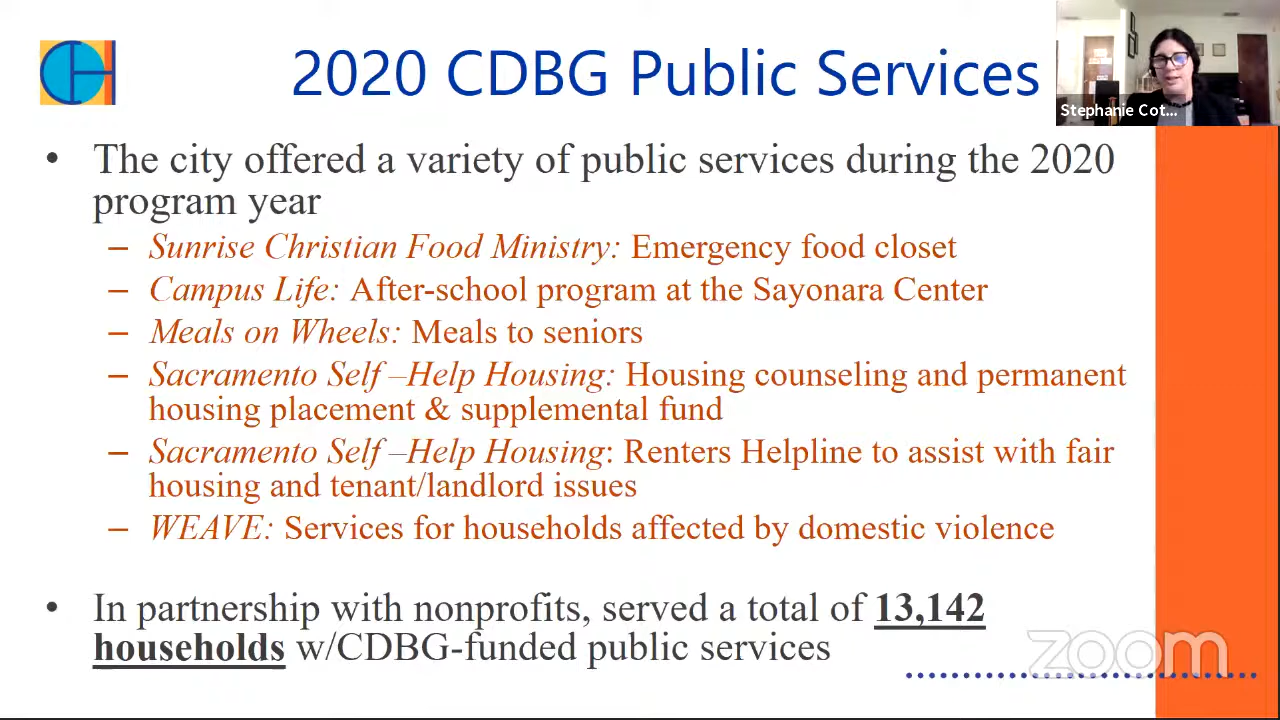 2020 CDBG Public Services
Stephanie Cot...
• The city offered a variety of public services during the 2020
program year
– Sunrise Christian Food Ministry: Emergency food closet
– Campus Life: After-school program at the Sayonara Center
– Meals on Wheels: Meals to seniors
– Sacramento Self –Help Housing: Housing counseling and permanent
housing placement & supplemental fund
– Sacramento Self –Help Housing: Renters Helpline to assist with fair
housing and tenant/landlord issues
– WEAVE: Services for households affected by domestic violence
• In partnership with nonprofits, served a total of 13,142
households w/CDBG-funded public services
zoom